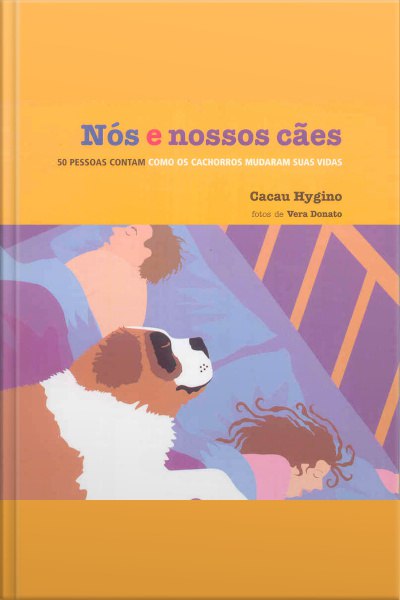 Nós e nossos cães
50 PESSOAS CONTAM COMO OS CACHORROS MUDARAM SUAS VIDAS
Cacau Hygino
fotos de Vera Donato